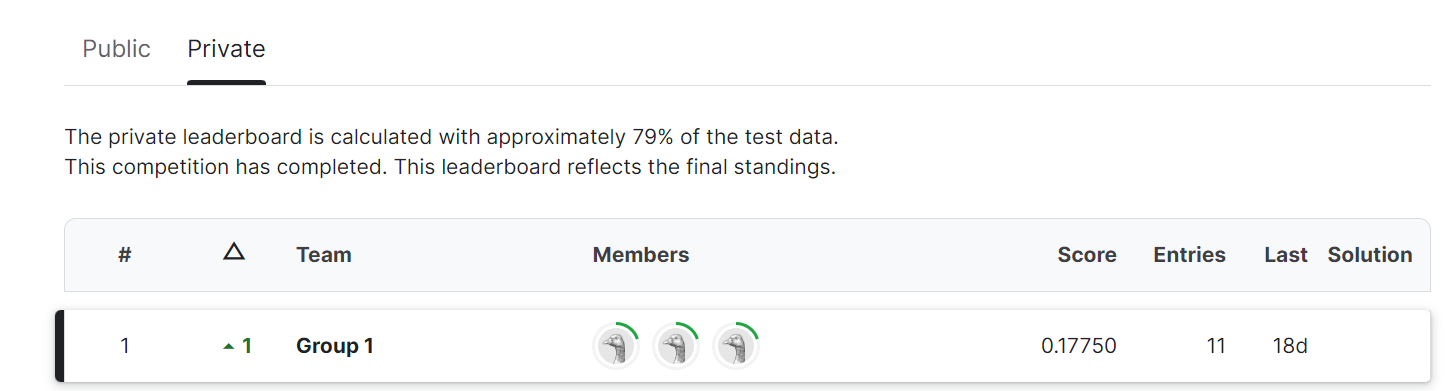 Public Private
The private leaderboard is calculated with approximately 79% of the test data.
This competition has completed. This leaderboard reflects the final standings.
# △ Team Members Score Entries Last Solution
1 ▲ 1 Group 1 0.17750 11 18d